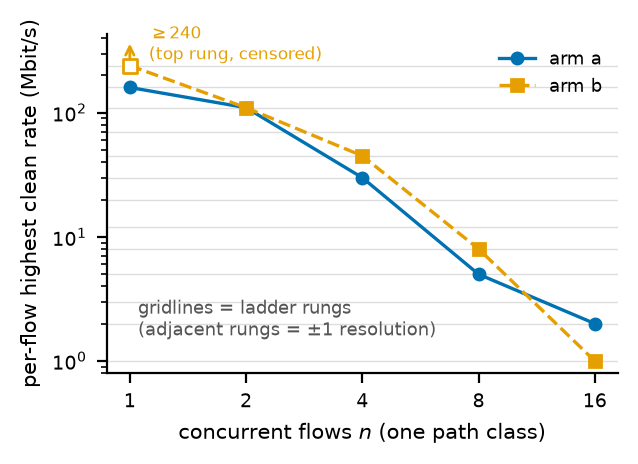 ≥240
(top rung, censored)
arm a
arm b
per-flow highest clean rate (Mbit/s)
10²
10¹
10⁰
gridlines = ladder rungs
(adjacent rungs = ±1 resolution)
1 2 4 8 16
concurrent flows n (one path class)